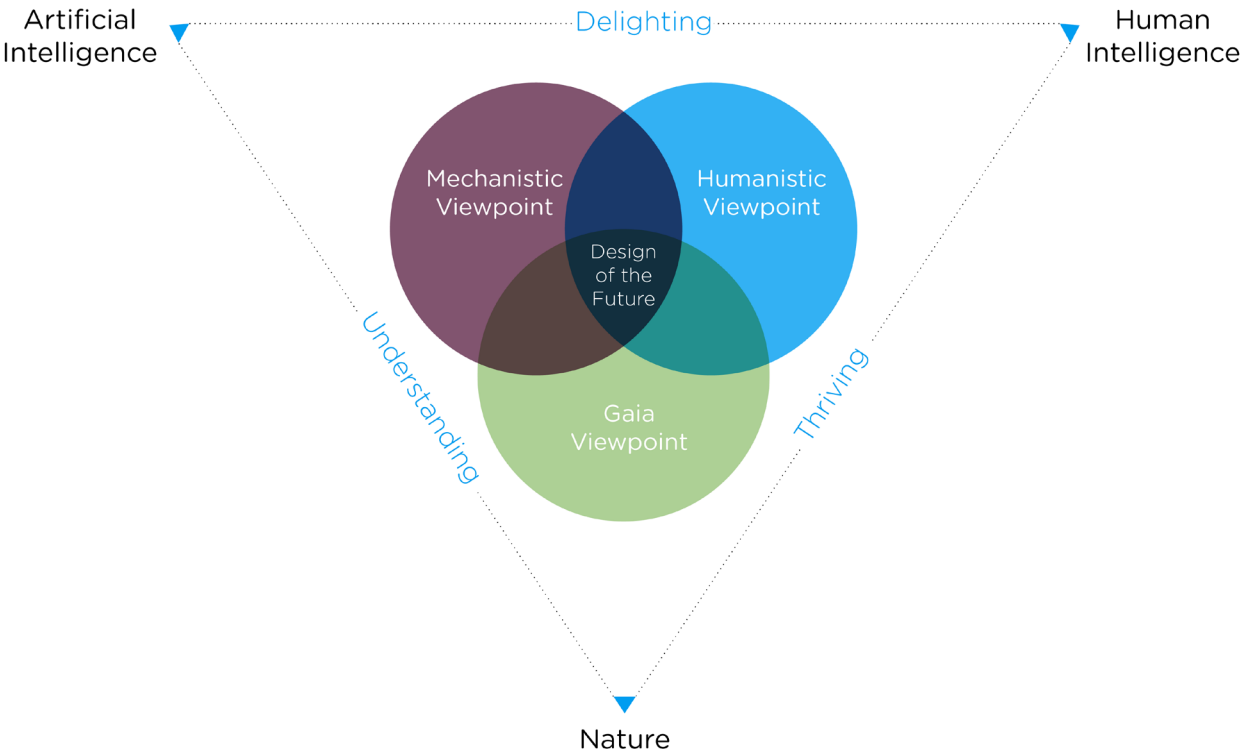 Artificial
Intelligence
Delighting
Human
Intelligence
Mechanistic
Viewpoint
Humanistic
Viewpoint
Design
of the
Future
Understanding
Thriving
Gaia
Viewpoint
Nature